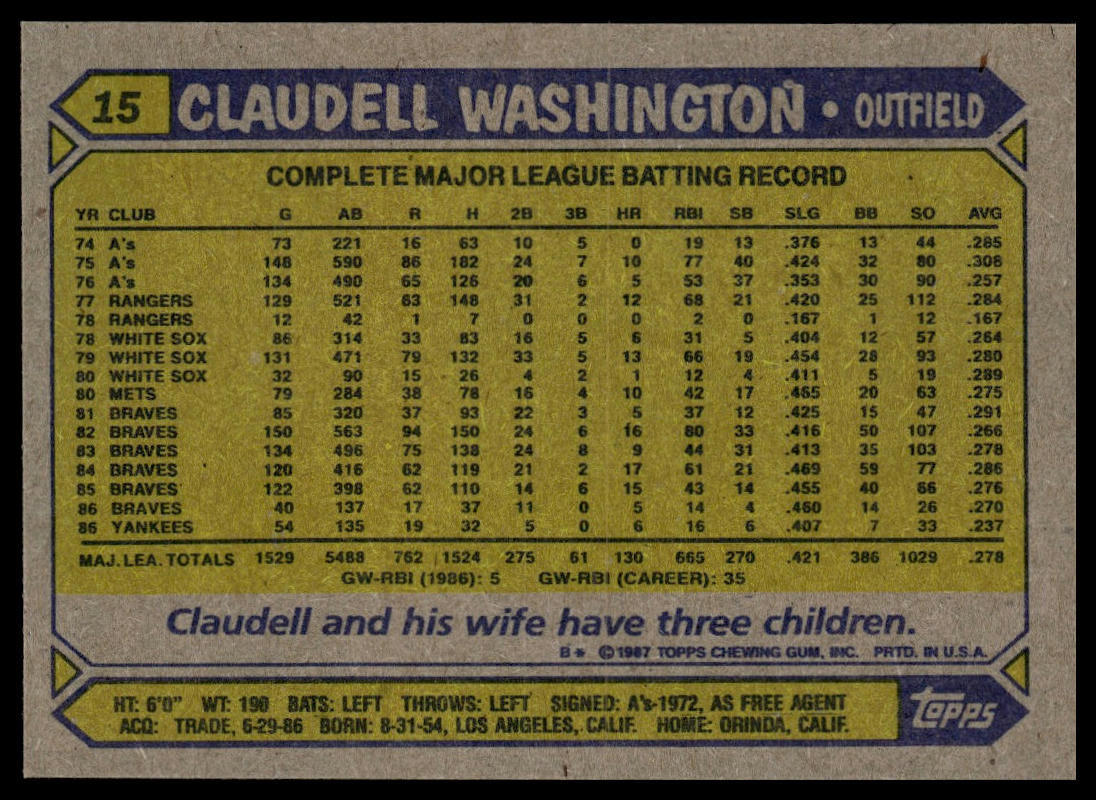 15 CLAUDELL WASHINGTON • OUTFIELD
COMPLETE MAJOR LEAGUE BATTING RECORD
YR CLUB G AB R H 2B 3B HR RBI SB SLG BB SO AVG
74 A's 73 221 16 63 10 5 0 19 13 .376 13 44 .285
75 A's 148 590 86 182 24 7 10 77 40 .424 32 80 .308
76 A's 134 490 65 126 20 6 5 53 37 .353 30 90 .257
77 RANGERS 129 521 63 148 31 2 12 68 21 .420 25 112 .284
78 RANGERS 12 42 1 7 0 0 0 2 0 .167 1 12 .167
78 WHITE SOX 86 314 33 83 16 5 6 31 5 .404 12 57 .264
79 WHITE SOX 131 471 79 132 33 5 13 66 19 .454 28 93 .280
80 WHITE SOX 32 90 15 26 4 2 1 12 4 .411 5 19 .289
80 METS 79 284 38 78 16 4 10 42 17 .465 20 63 .275
81 BRAVES 85 320 37 93 22 3 5 37 12 .425 15 47 .291
82 BRAVES 150 563 94 150 24 6 16 80 33 .416 50 107 .266
83 BRAVES 134 496 75 138 24 8 9 44 31 .413 35 103 .278
84 BRAVES 120 416 62 119 21 2 17 61 21 .469 59 77 .286
85 BRAVES 122 398 62 110 14 6 15 43 14 .455 40 66 .276
86 BRAVES 40 137 17 37 11 0 5 14 4 .460 14 26 .270
86 YANKEES 54 135 19 32 5 0 6 16 6 .407 7 33 .237
MAJ. LEA. TOTALS 1529 5488 762 1524 275 61 130 665 270 .421 386 1029 .278
GW-RBI (1986): 5 GW-RBI (CAREER): 35
Claudell and his wife have three children.
B* ©1987 TOPPS CHEWING GUM, INC. PRTD. IN U.S.A.
HT: 6'0" WT: 190 BATS: LEFT THROWS: LEFT SIGNED: A's-1972, AS FREE AGENT
ACQ: TRADE, 6-29-86 BORN: 8-31-54, LOS ANGELES, CALIF. HOME: ORINDA, CALIF.
TOPPS